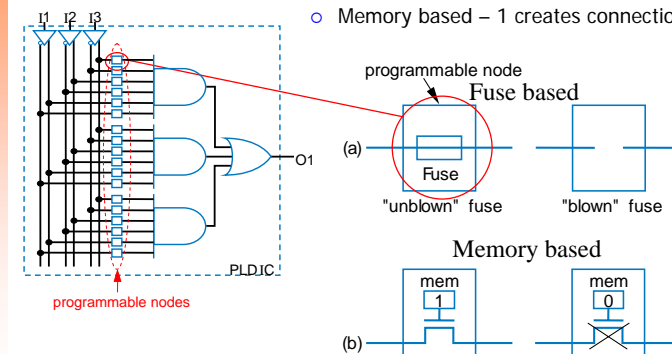 I1 I2 I3
PLD IC
O1
programmable nodes
Memory based – 1 creates connectio
programmable node
Fuse based
(a)
Fuse
"unblown" fuse
"blown" fuse
Memory based
mem
1
mem
0
(b)